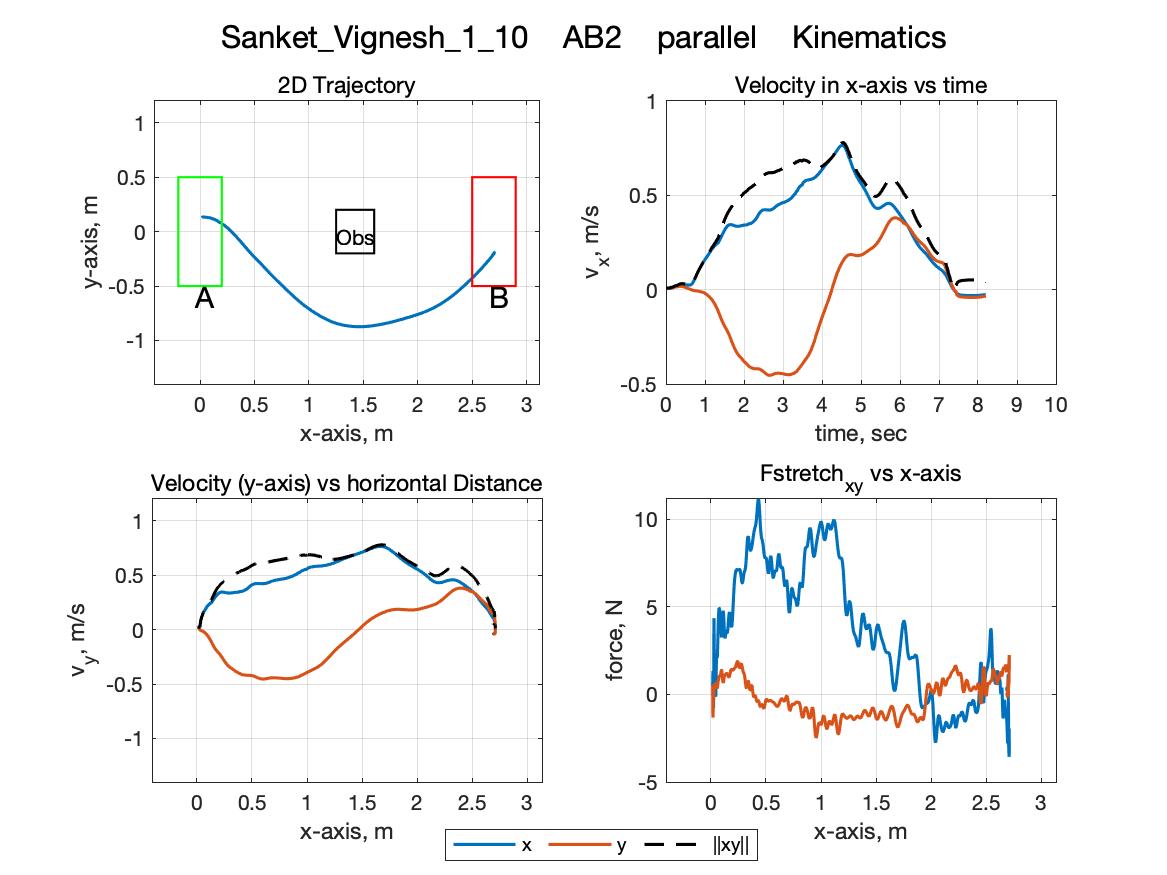 Sanket_Vignesh_1_10 AB2 parallel Kinematics
2D Trajectory
1
0.5
0
-0.5
-1
y-axis, m
A
Obs
B
0 0.5 1 1.5 2 2.5 3
x-axis, m
Velocity in x-axis vs time
1
0.5
0
-0.5
v_x, m/s
0 1 2 3 4 5 6 7 8 9 10
time, sec
Velocity (y-axis) vs horizontal Distance
1
0.5
0
-0.5
-1
v_y, m/s
0 0.5 1 1.5 2 2.5 3
x-axis, m
Fstretch_xy vs x-axis
10
5
0
-5
force, N
0 0.5 1 1.5 2 2.5 3
x-axis, m
x y ||xy||